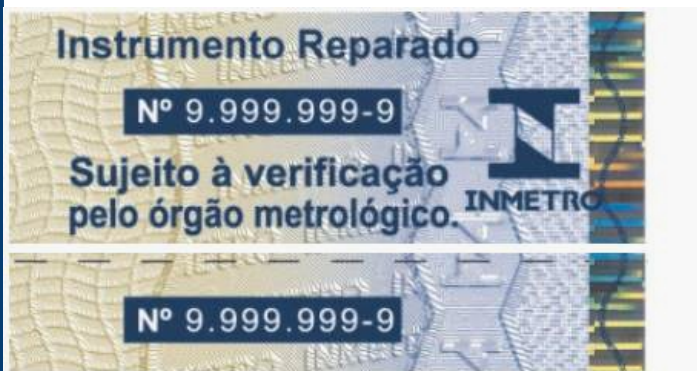 Instrumento Reparado
Nº 9.999.999-9
Sujeito à verificação
pelo órgão metrológico.
INMETRO
Nº 9.999.999-9